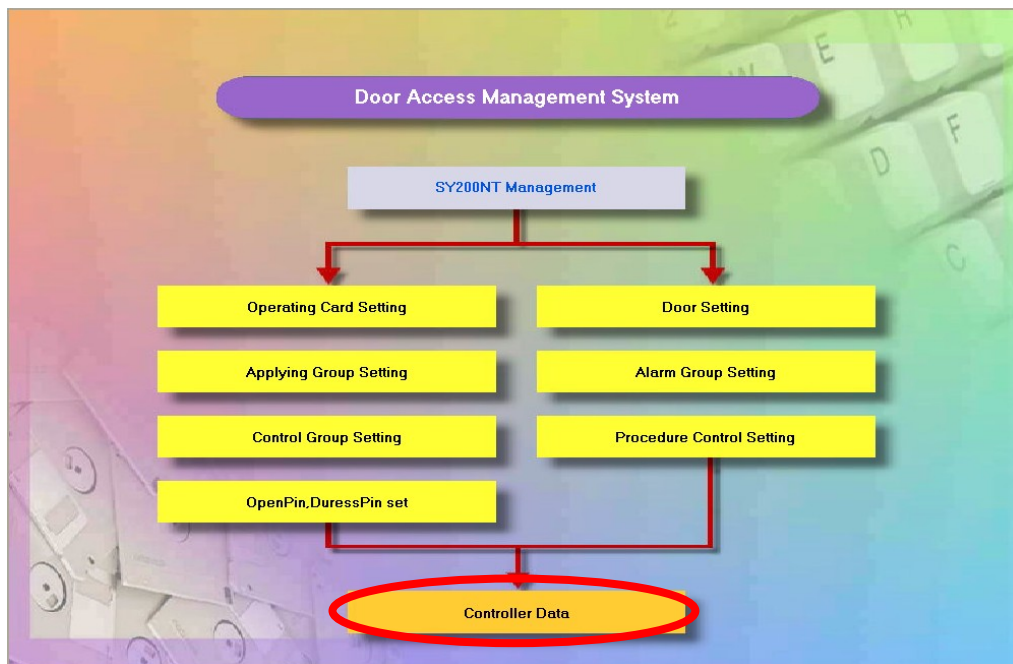 Door Access Management System
SY200NT Management
Operating Card Setting
Door Setting
Applying Group Setting
Alarm Group Setting
Control Group Setting
Procedure Control Setting
OpenPin,DuressPin set
Controller Data
W
E
R
D
F
C